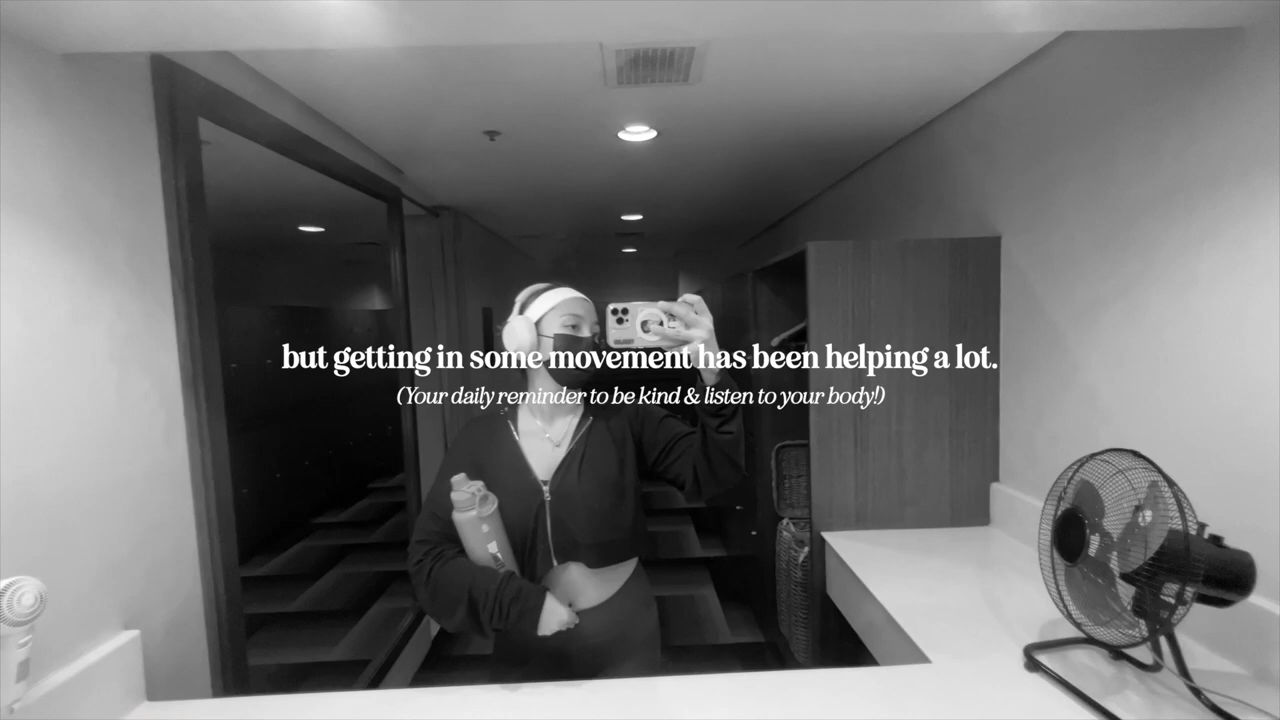 but getting in some movement has been helping a lot.
(Your daily reminder to be kind & listen to your body!)